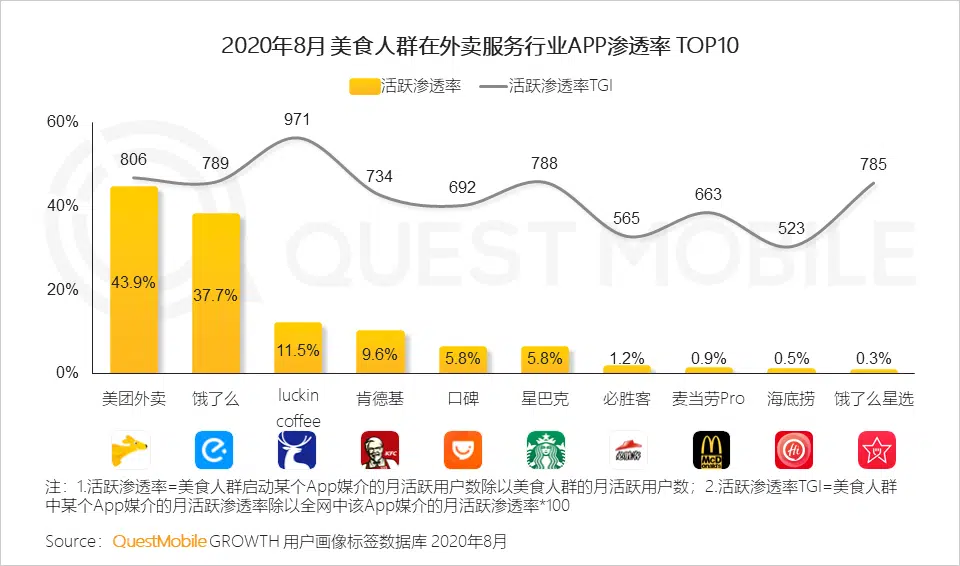 2020年8月 美食人群在外卖服务行业APP渗透率 TOP10
活跃渗透率 活跃渗透率TGI
60%
40%
20%
0%
806 789 971 734 692 788 565 663 523 785
43.9% 37.7% 11.5% 9.6% 5.8% 5.8% 1.2% 0.9% 0.5% 0.3%
美团外卖 饿了么 luckin 肯德基 口碑 星巴克 必胜客 麦当劳Pro 海底捞 饿了么星选
coffee
KFC
必胜客
McD
onald's
Hi
QUEST MOBILE
注：1.活跃渗透率=美食人群启动某个App媒介的月活跃用户数除以美食人群的月活跃用户数；2.活跃渗透率TGI=美食人群
中某个App媒介的月活跃渗透率除以全网中该App媒介的月活跃渗透率*100
Source：QuestMobile GROWTH 用户画像标签数据库 2020年8月